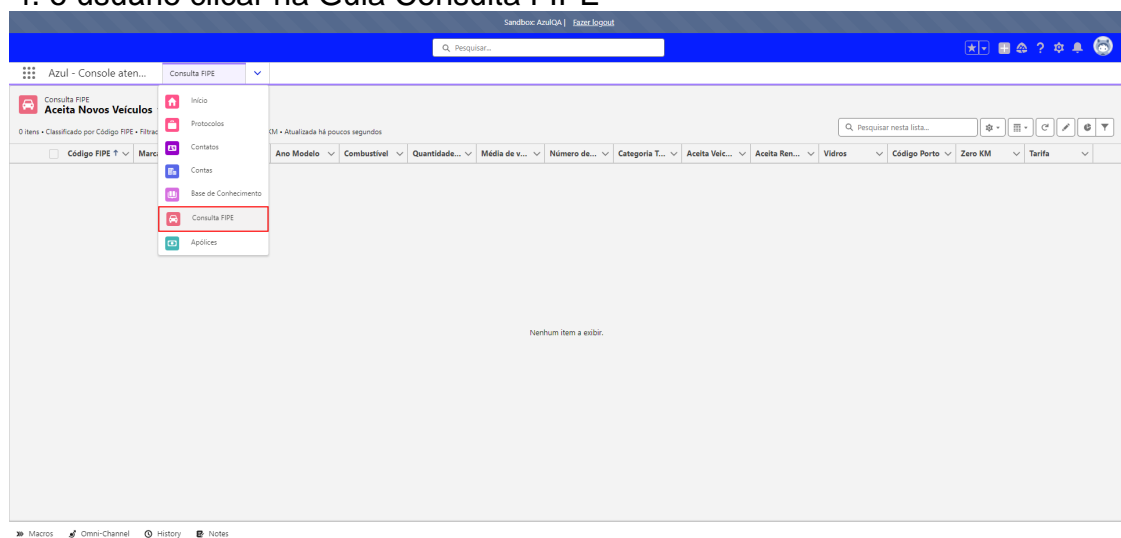 o usuário clicar na Guia Consulta FIPE
Sandbox: AzulQA | Fazer logout
Pesquisar...
Azul - Console aten... Consulta FIPE
Consulta FIPE
Aceita Novos Veículos
0 itens • Classificado por Código FIPE • Filtrad KM • Atualizada há poucos segundos
Pesquisar nesta lista...
Código FIPE ↑ Marc Ano Modelo Combustível Quantidade... Média de v... Número de... Categoria T... Aceita Veíc... Aceita Ren... Vidros Código Porto Zero KM Tarifa
Início
Protocolos
Contatos
Contas
Base de Conhecimento
Consulta FIPE
Apólices
Nenhum item a exibir.
Macros Omni-Channel History Notes